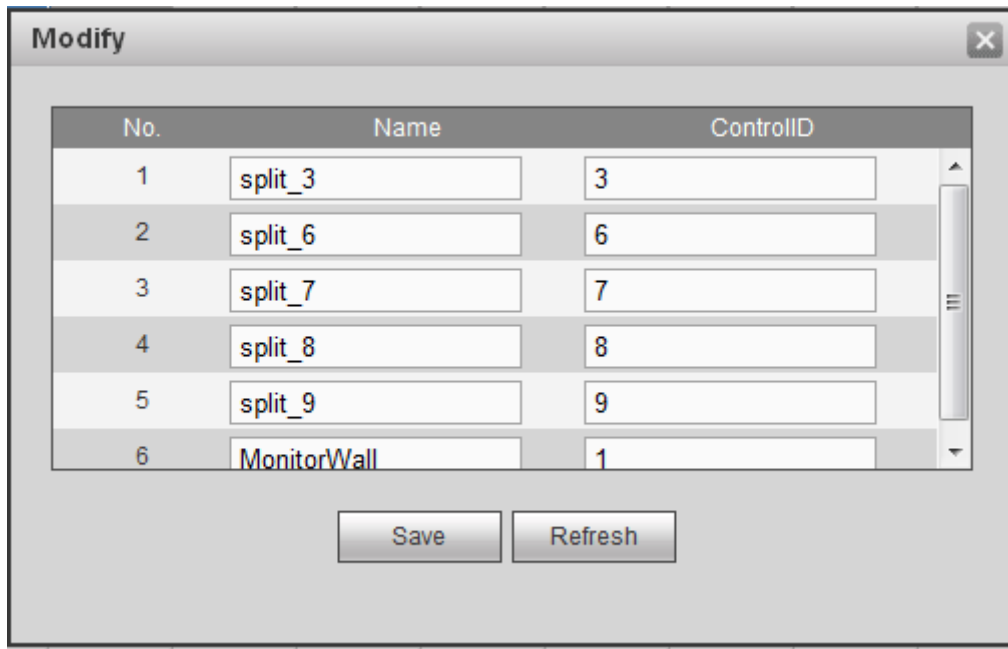 Modify
No. Name ControlID
1 split_3 3
2 split_6 6
3 split_7 7
4 split_8 8
5 split_9 9
6 MonitorWall 1
Save Refresh